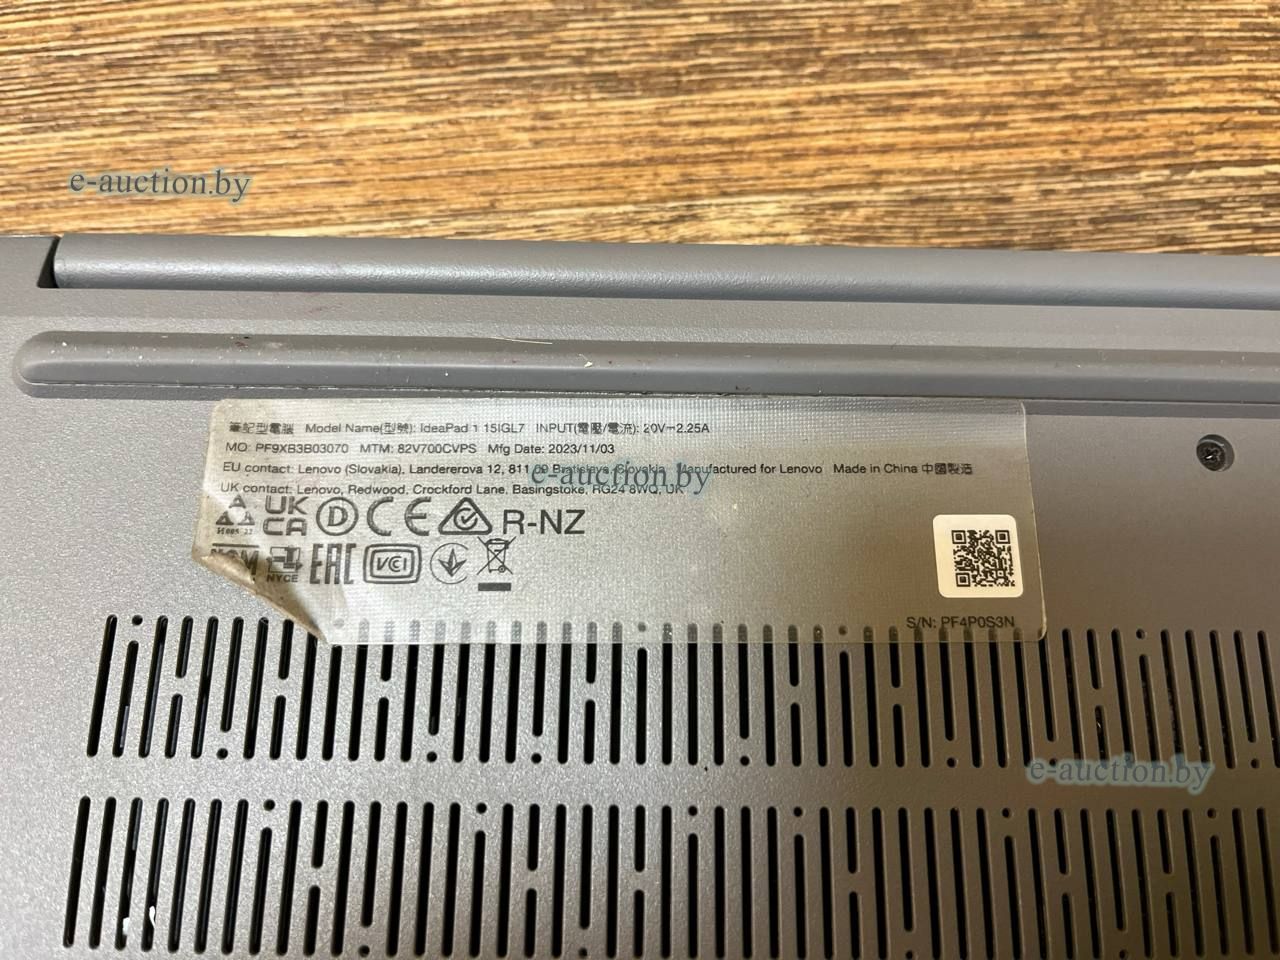 e-auction.by
筆記型電腦 Model Name(型號): IdeaPad 1 15IGL7 INPUT(電壓/電流): 20V⎓2.25A
MO: PF9XB3B03070 MTM: 82V700CVPS Mfg Date: 2023/11/03
EU contact: Lenovo (Slovakia), Landererova 12, 811 09 Bratislava, Slovakia Manufactured for Lenovo Made in China 中國製造
e-auction.by
UK contact: Lenovo, Redwood, Crockford Lane, Basingstoke, RG24 8WQ, UK
UK CA D CE R-NZ
NOM NYCE EAC VCI
S/N: PF4P0S3N
e-auction.by